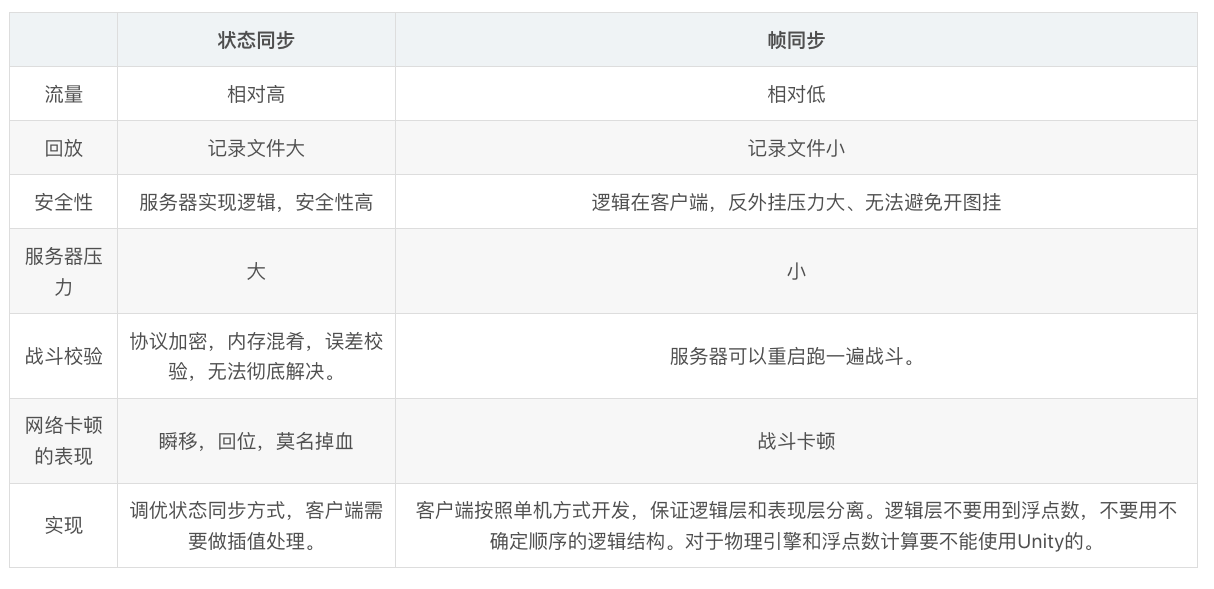 状态同步 帧同步
流量 相对高 相对低
回放 记录文件大 记录文件小
安全性 服务器实现逻辑，安全性高 逻辑在客户端，反外挂压力大、无法避免开图挂
服务器压
力
大 小
战斗校验
协议加密，内存混肴，误差校
验，无法彻底解决。
服务器可以重启跑一遍战斗。
网络卡顿
的表现
瞬移，回位，莫名掉血 战斗卡顿
实现
调优状态同步方式，客户端需
要做插值处理。
客户端按照单机方式开发，保证逻辑层和表现层分离。逻辑层不要用到浮点数，不要用不
确定顺序的逻辑结构。对于物理引擎和浮点数计算要不能使用Unity的。